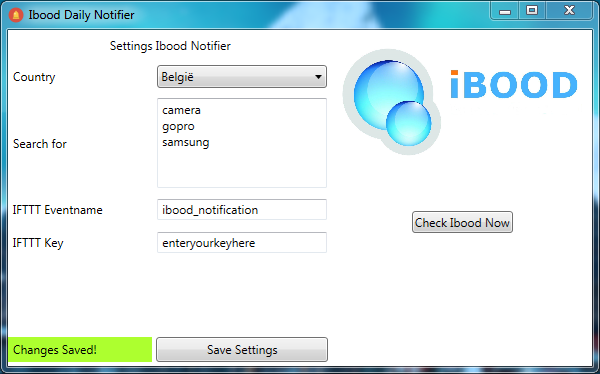 Ibood Daily Notifier
Settings Ibood Notifier
Country
België
Search for
camera
gopro
samsung
IFTTT Eventname
ibood_notification
IFTTT Key
enteryourkeyhere
iBOOD
Check Ibood Now
Changes Saved!
Save Settings